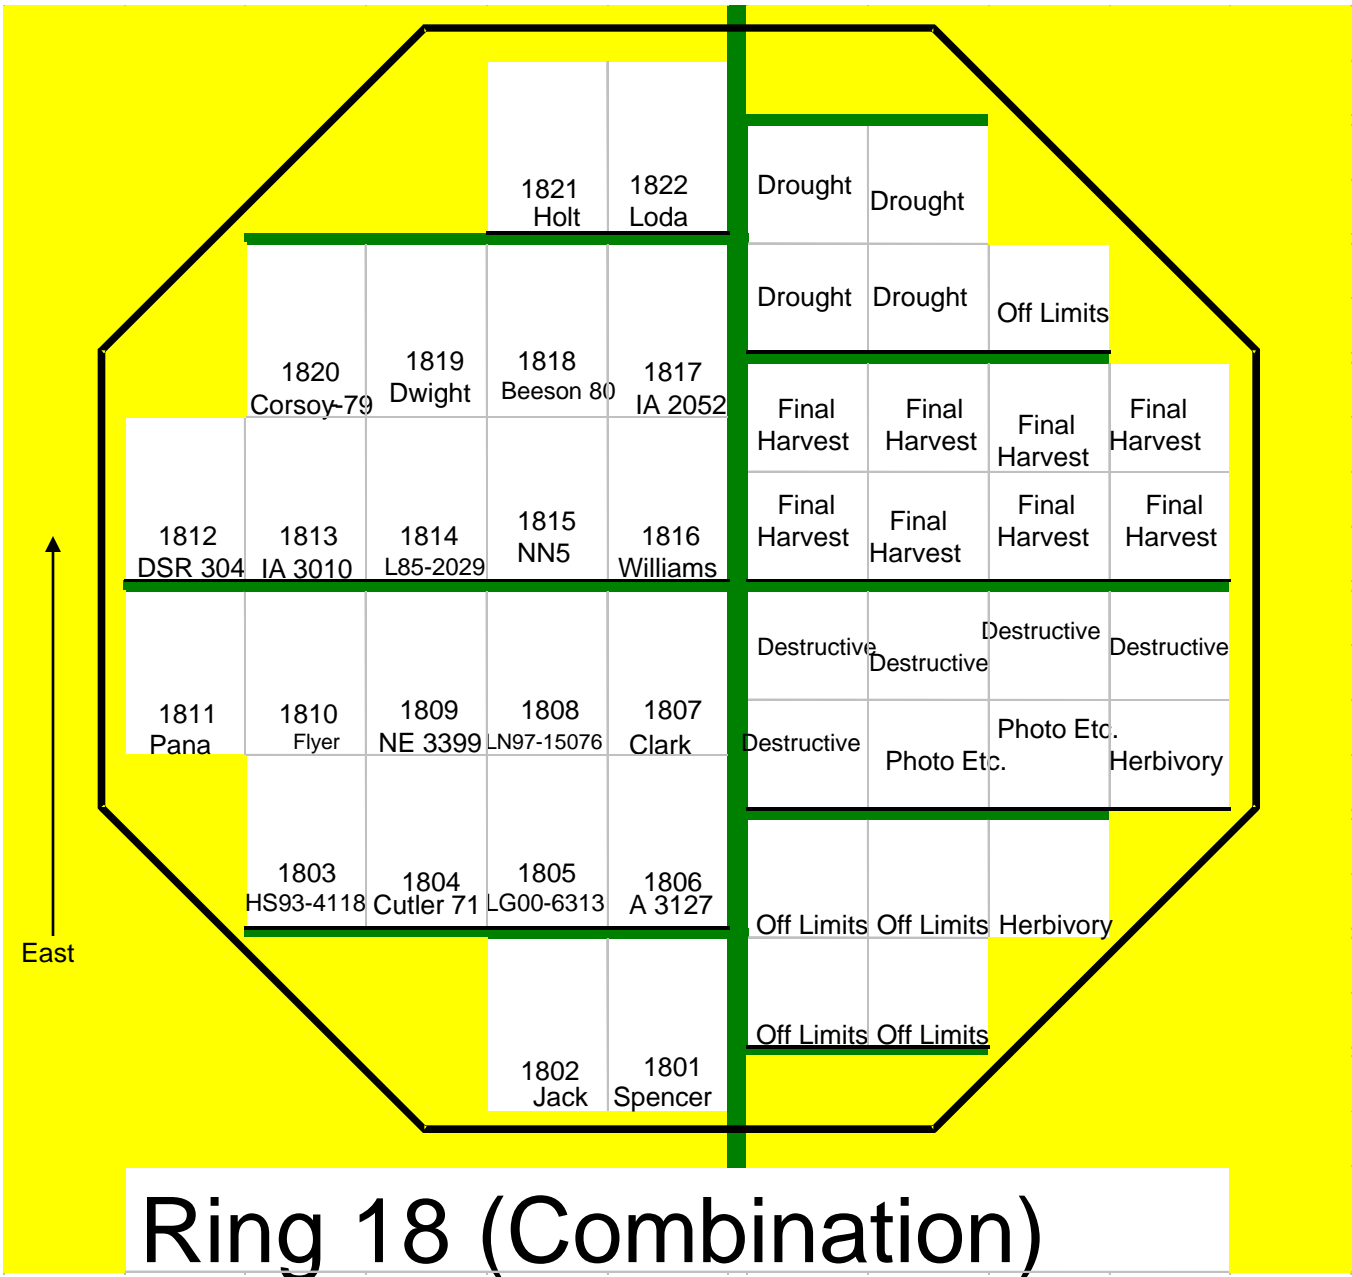 1821 1822 Drought Drought
Holt Loda
Drought Drought Off Limits
1820 1819 1818 1817
Corsoy-79 Dwight Beeson 80 IA 2052
Final Final Final Final
Harvest Harvest Harvest Harvest
1812 1813 1814 1815 1816
DSR 304 IA 3010 L85-2029 NN5 Williams
Final Final Final Final
Harvest Harvest Harvest Harvest
Destructive Destructive Destructive Destructive
1811 1810 1809 1808 1807
Pana Flyer NE 3399 LN97-15076 Clark
Destructive Photo Etc. Photo Etc. Herbivory
1803 1804 1805 1806
HS93-4118 Cutler 71 LG00-6313 A 3127
Off Limits Off Limits Herbivory
East
Off Limits Off Limits
1802 1801
Jack Spencer
Ring 18 (Combination)